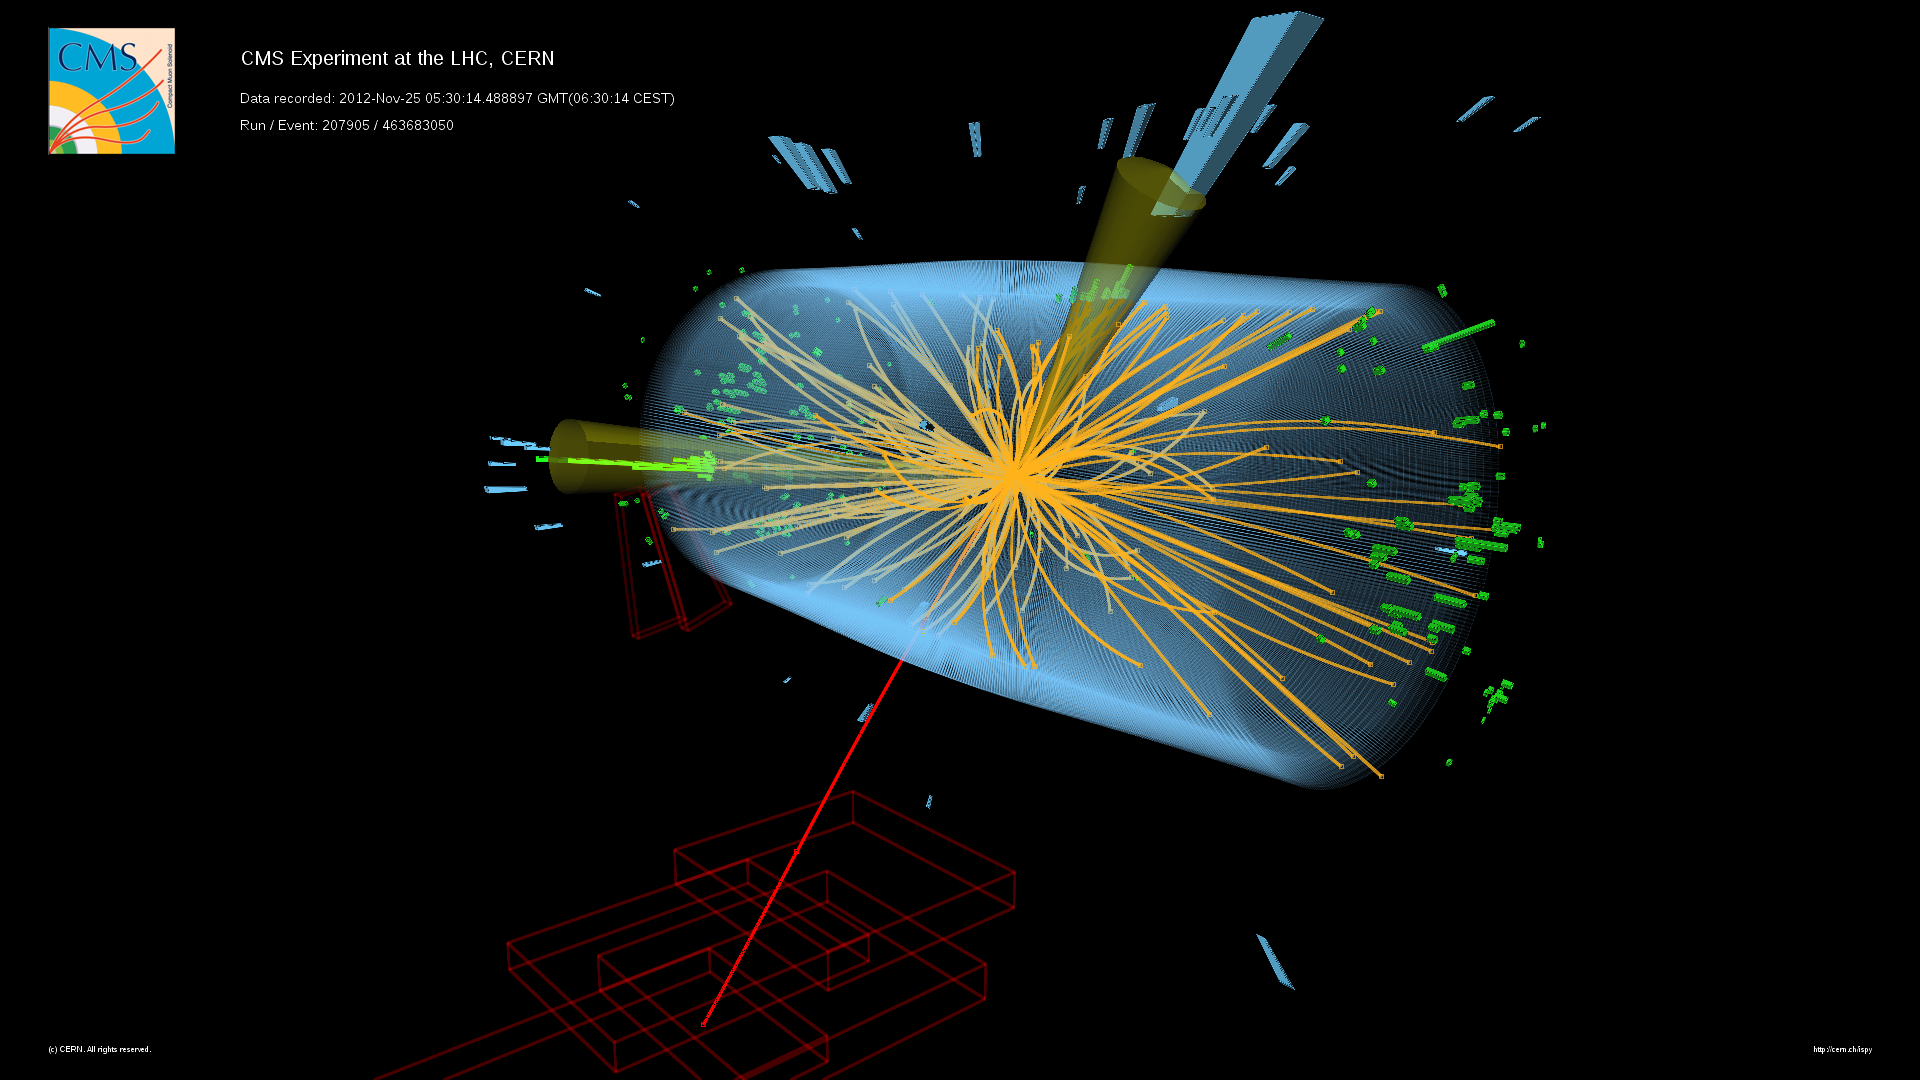 CMS
Compact Muon Solenoid
CMS Experiment at the LHC, CERN
Data recorded: 2012-Nov-25 05:30:14.488897 GMT(06:30:14 CEST)
Run / Event: 207905 / 463683050
(c) CERN. All rights reserved.
http://cern.ch/ispy